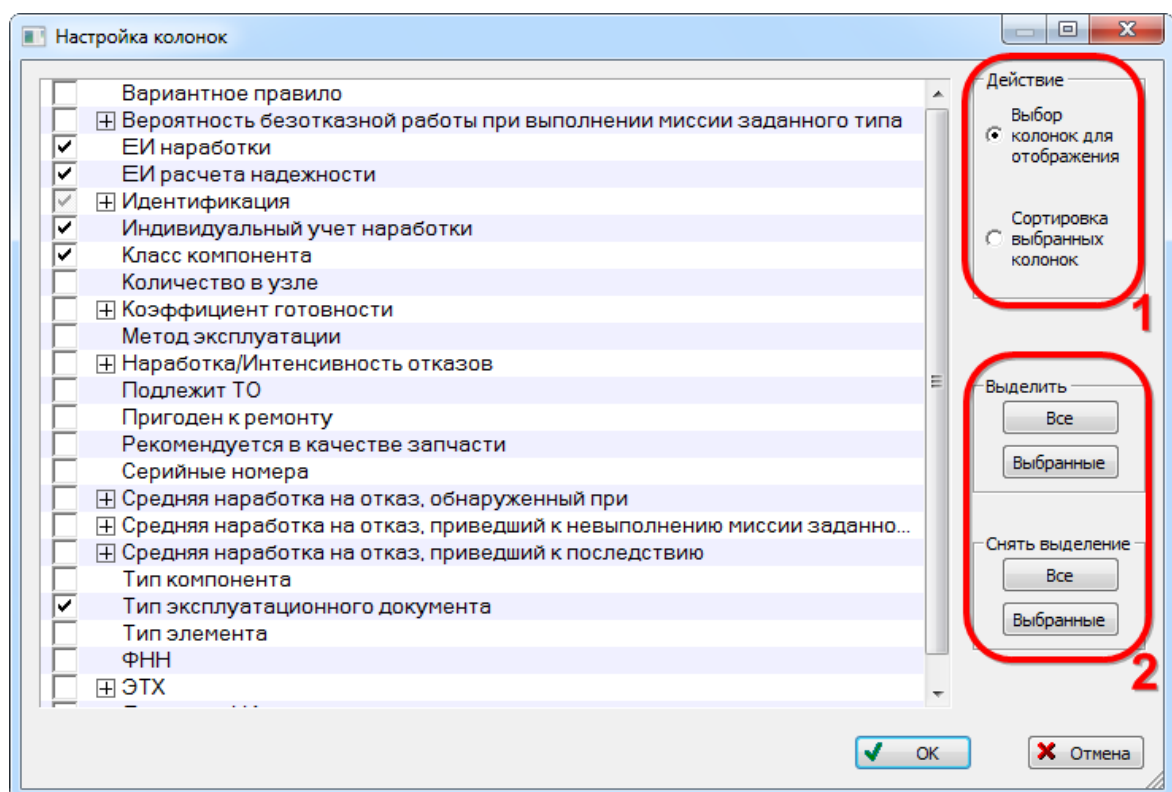 Настройка колонок
Вариантное правило
Вероятность безотказной работы при выполнении миссии заданного типа
ЕИ наработки
ЕИ расчета надежности
Идентификация
Индивидуальный учет наработки
Класс компонента
Количество в узле
Коэффициент готовности
Метод эксплуатации
Наработка/Интенсивность отказов
Подлежит ТО
Пригоден к ремонту
Рекомендуется в качестве запчасти
Серийные номера
Средняя наработка на отказ, обнаруженный при
Средняя наработка на отказ, приведший к невыполнению миссии заданно...
Средняя наработка на отказ, приведший к последствию
Тип компонента
Тип эксплуатационного документа
Тип элемента
ФНН
ЭТХ
Действие
Выбор
колонок для
отображения
Сортировка
выбранных
колонок
1
Выделить
Все
Выбранные
Снять выделение
Все
Выбранные
2
OK
Отмена